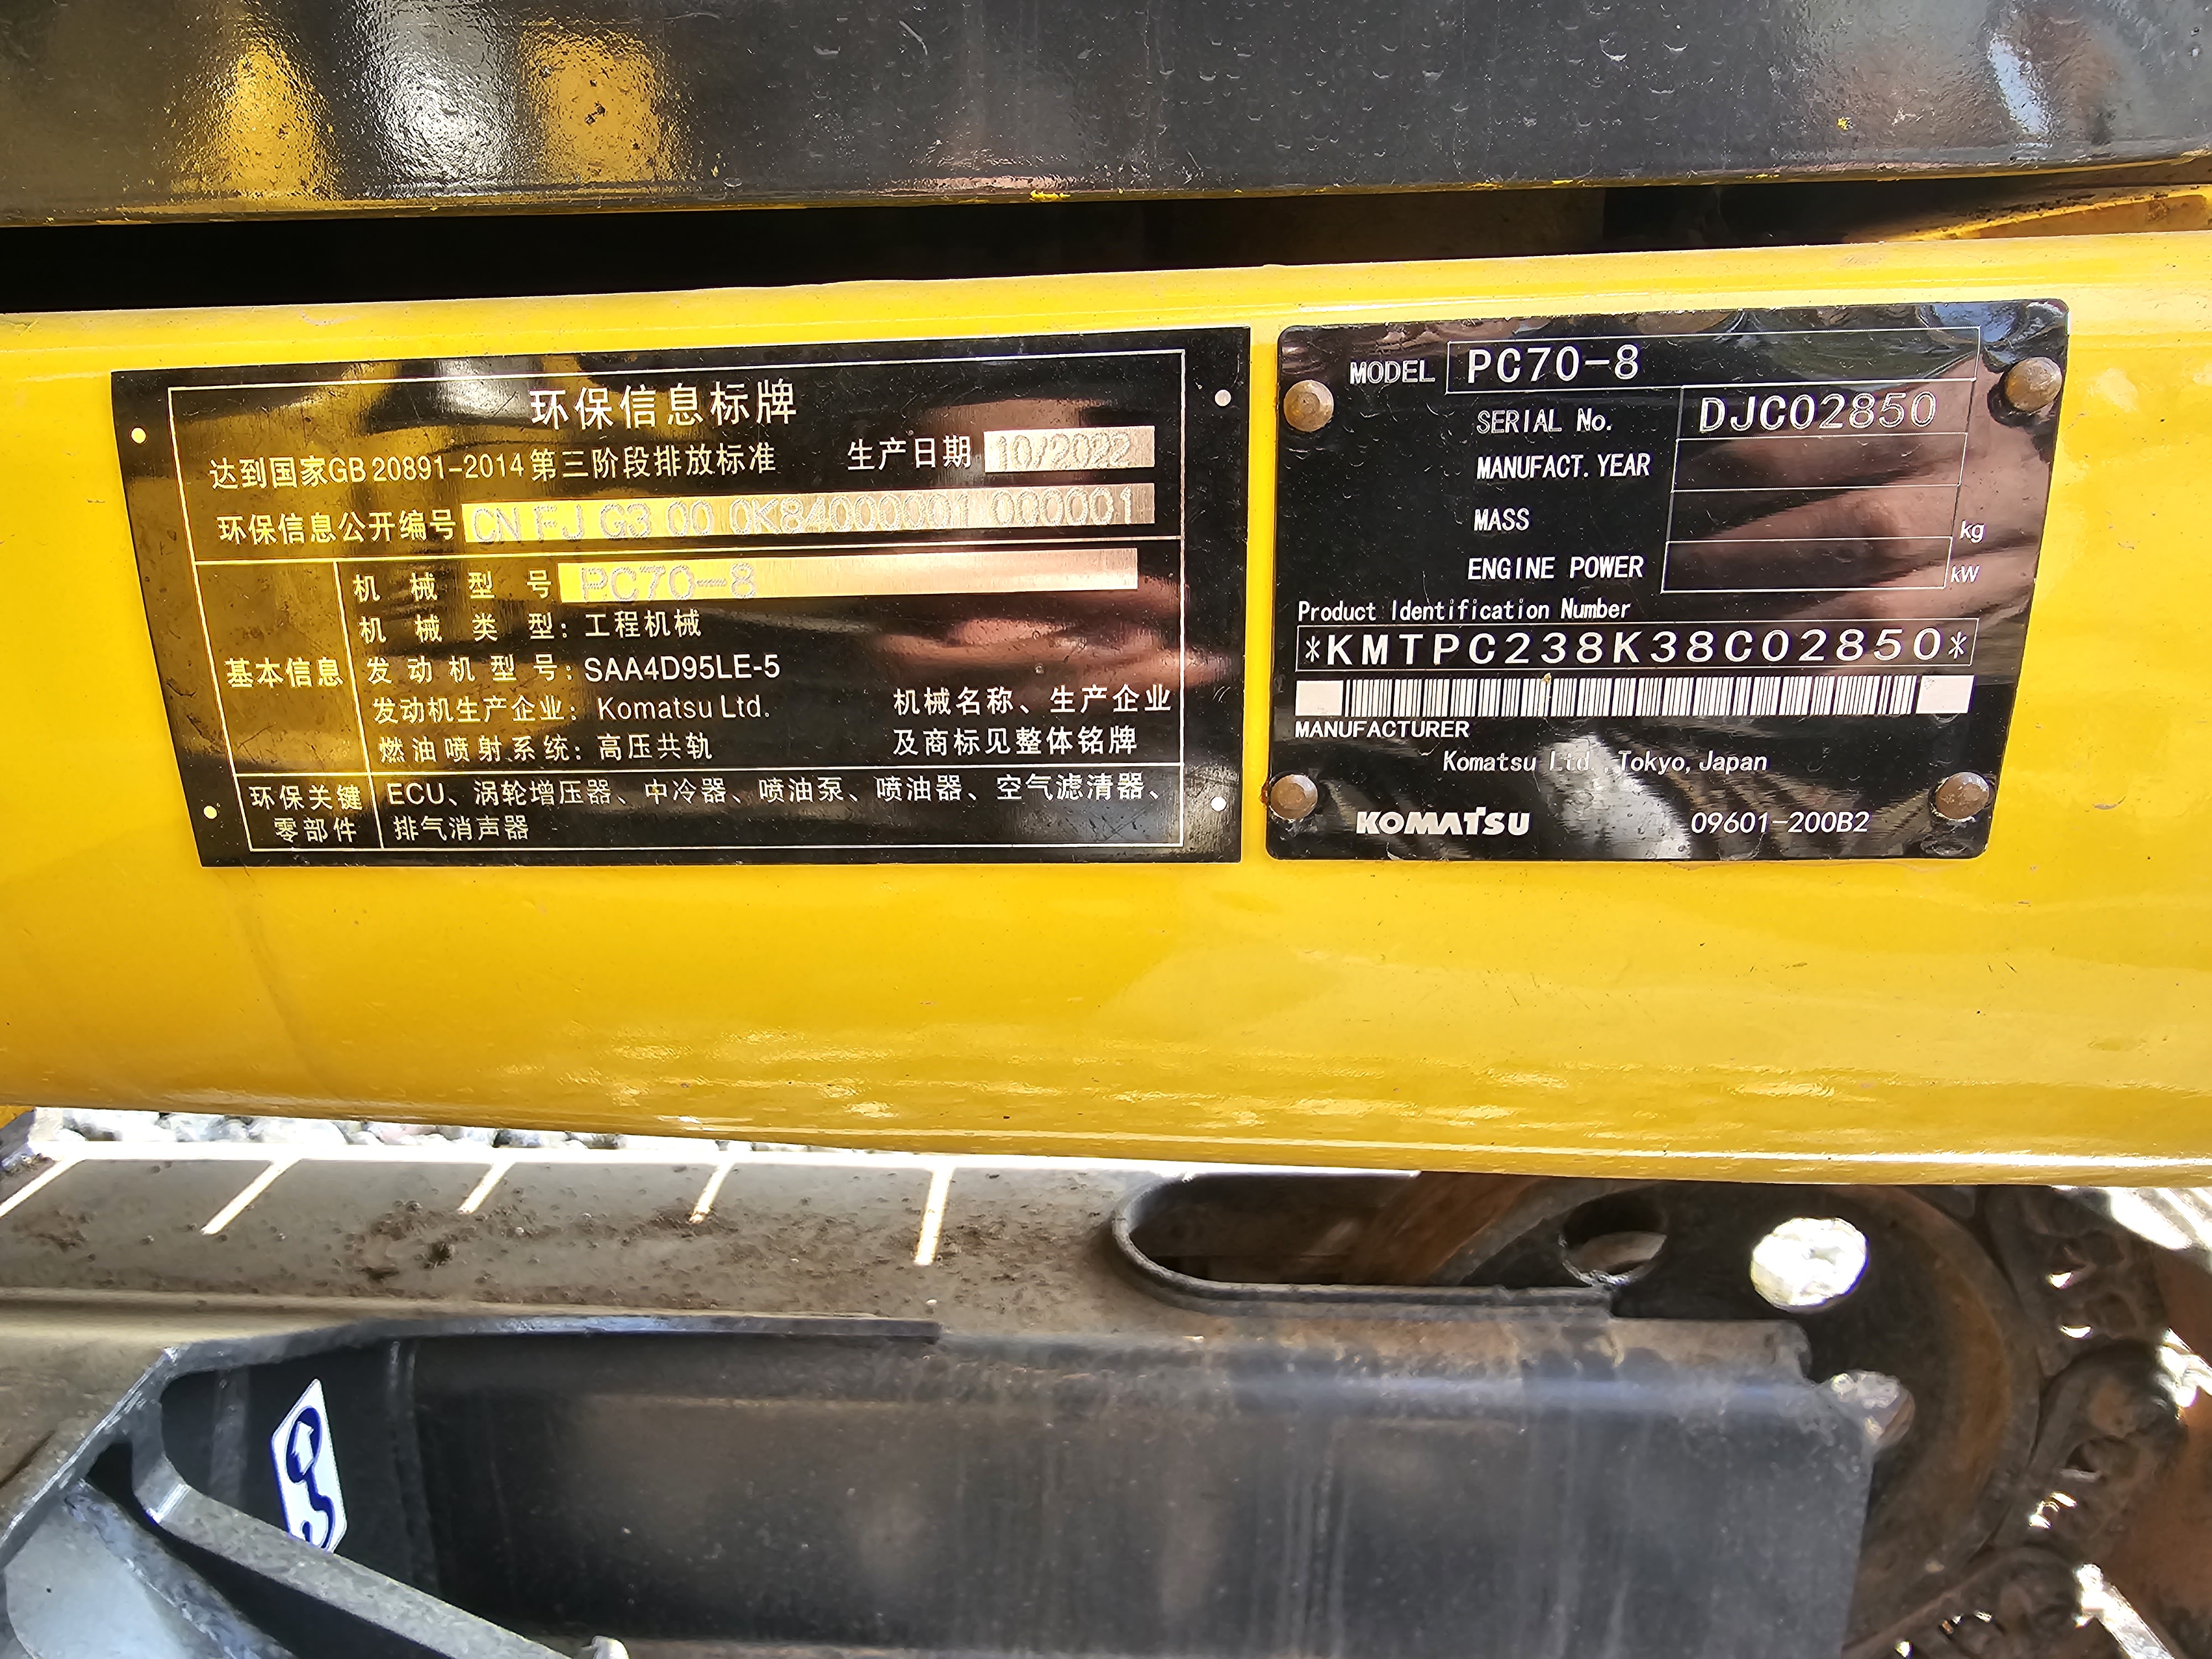 环保信息标牌
达到国家GB 20891-2014第三阶段排放标准 生产日期 10/2022
环保信息公开编号 CN FJ G3 00 0K84000001 000001
基本信息
机械型号 PC70-8
机械类型: 工程机械
发动机型号: SAA4D95LE-5
发动机生产企业: Komatsu Ltd.
燃油喷射系统: 高压共轨
机械名称、生产企业
及商标见整体铭牌
环保关键
零部件
ECU、涡轮增压器、中冷器、喷油泵、喷油器、空气滤清器、
排气消声器
MODEL PC70-8
SERIAL No. DJC02850
MANUFACT. YEAR
MASS kg
ENGINE POWER kW
Product Identification Number
*KMTPC238K38C02850*
MANUFACTURER
Komatsu Ltd., Tokyo, Japan
KOMATSU 09601-200B2